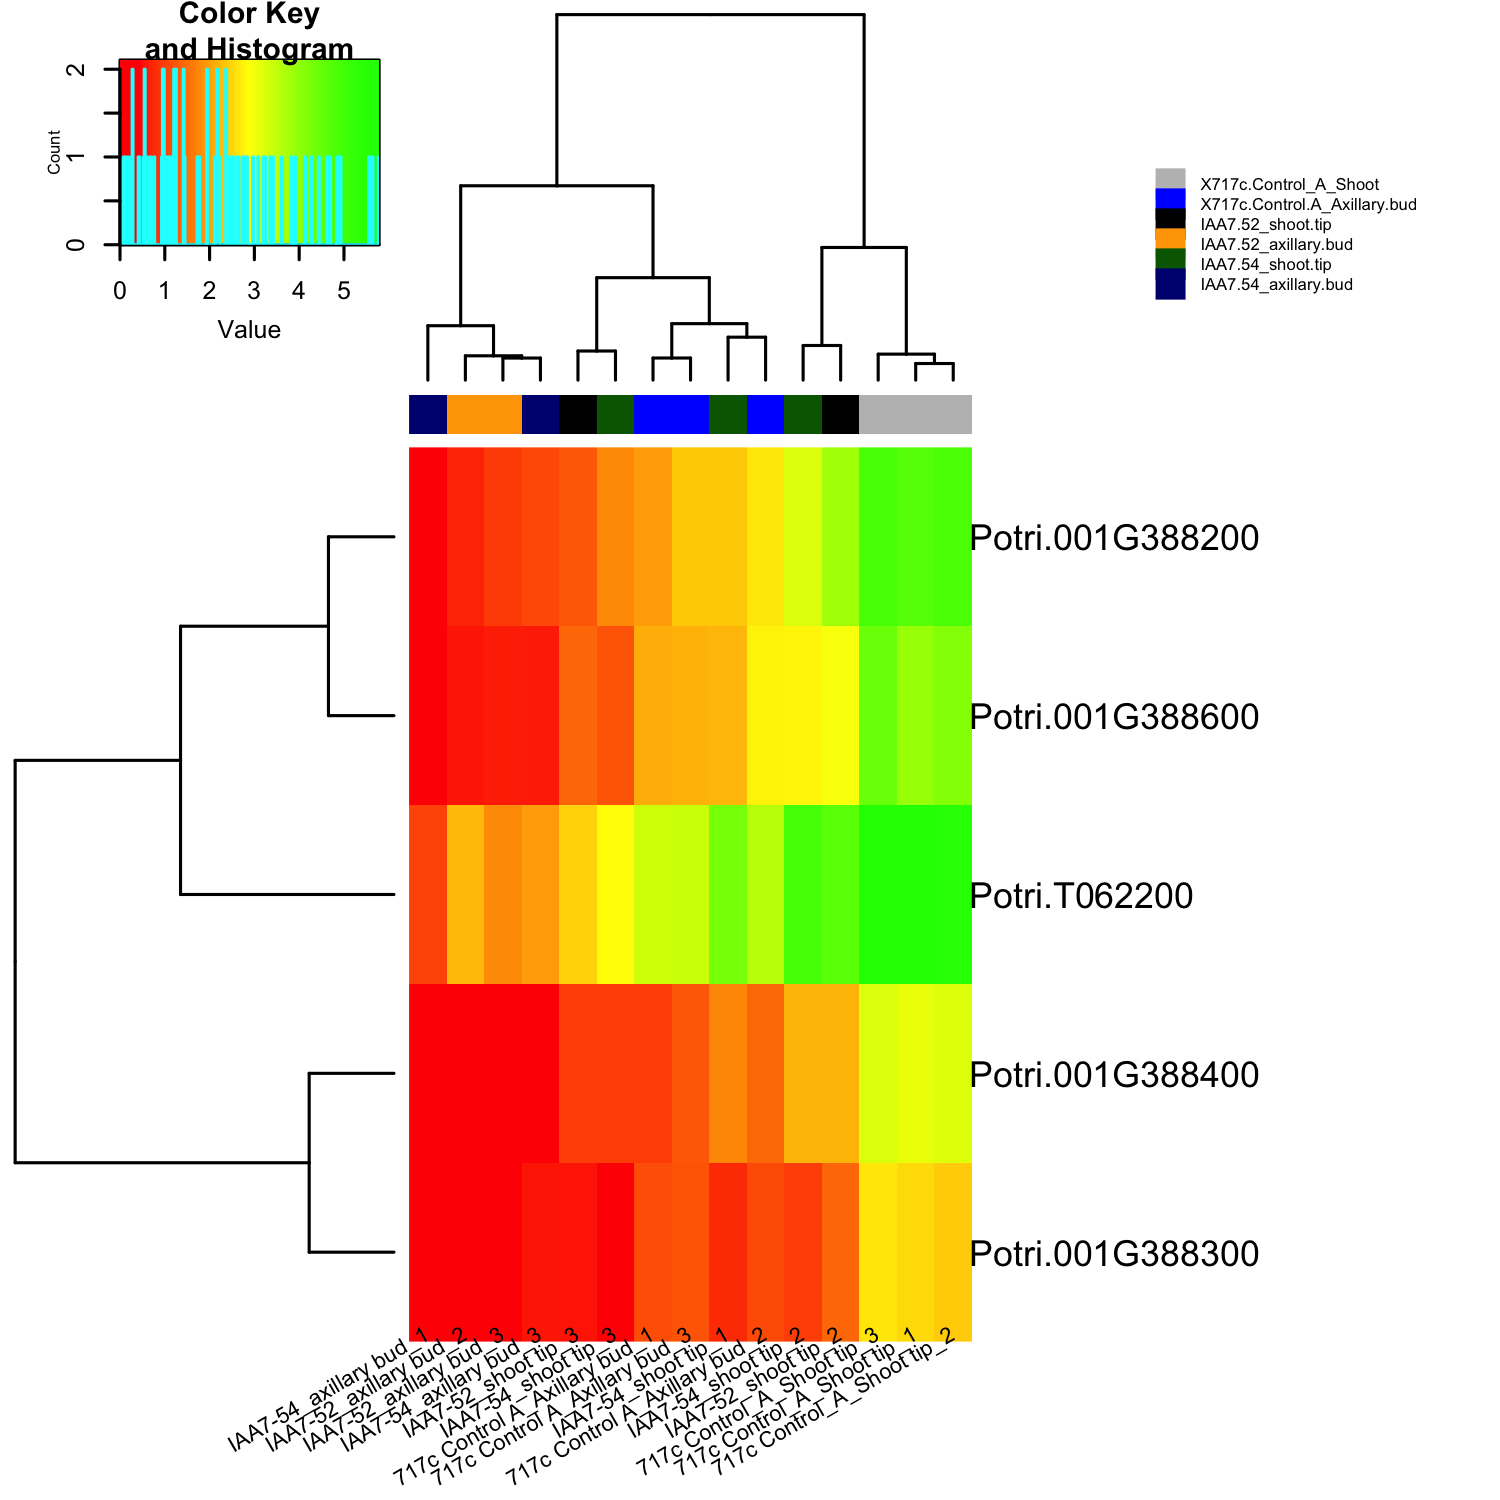 Color Key
and Histogram
Count
0 1 2
0 1 2 3 4 5
Value
X717c.Control_A_Shoot
X717c.Control.A_Axillary.bud
IAA7.52_shoot.tip
IAA7.52_axillary.bud
IAA7.54_shoot.tip
IAA7.54_axillary.bud
Potri.001G388200
Potri.001G388600
Potri.T062200
Potri.001G388400
Potri.001G388300
IAA7-54_axillary bud_1
IAA7-52_axillary bud_2
IAA7-52_axillary bud_3
IAA7-54_axillary bud_3
IAA7-52_shoot tip_3
IAA7-54_shoot tip_3
717c Control A_Axillary bud_1
717c Control A_Axillary bud_3
IAA7-54_shoot tip_1
717c Control A_Axillary bud_2
IAA7-54_shoot tip_2
IAA7-52_shoot tip_2
717c Control_A_Shoot tip_3
717c Control_A_Shoot tip_1
717c Control_A_Shoot tip_2